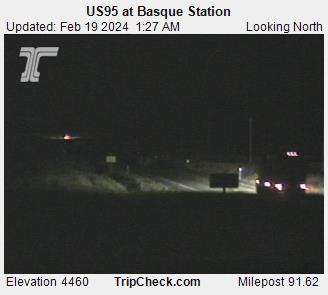 US95 at Basque Station
Updated: Feb 19 2024 1:27 AM Looking North
Elevation 4460 TripCheck.com Milepost 91.62